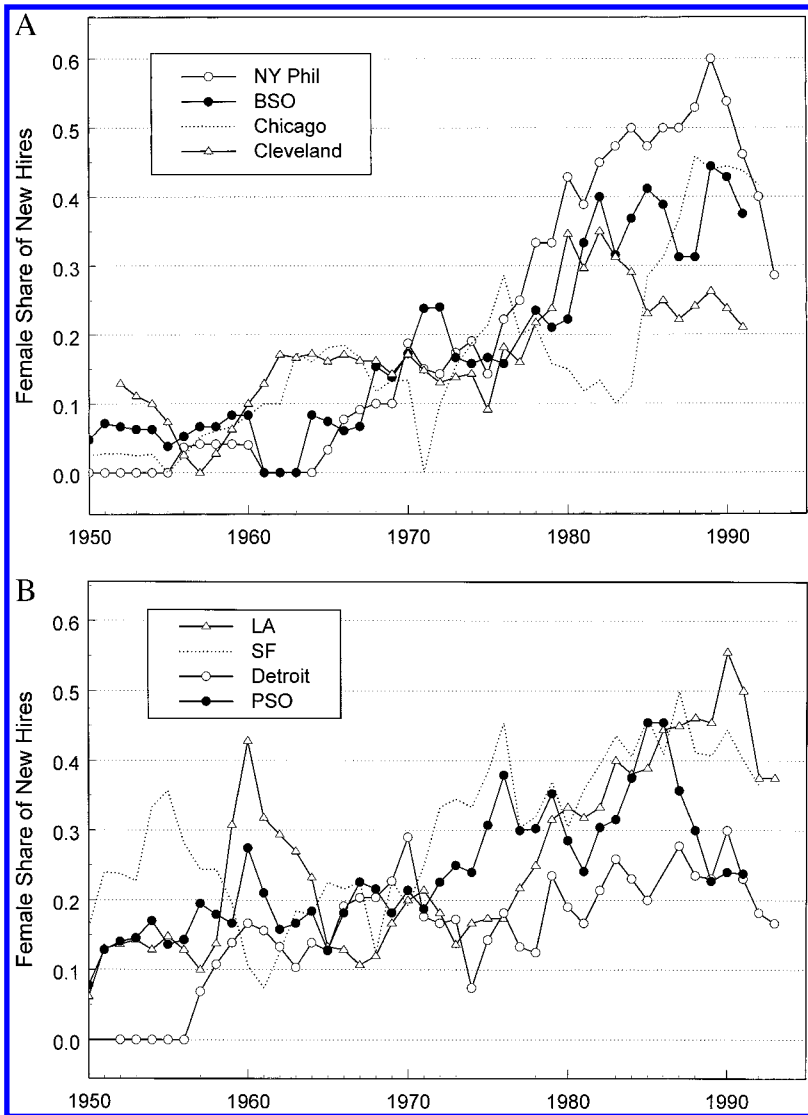 A
NY Phil
BSO
Chicago
Cleveland
Female Share of New Hires
0.6
0.5
0.4
0.3
0.2
0.1
0.0
1950 1960 1970 1980 1990
B
LA
SF
Detroit
PSO
Female Share of New Hires
0.6
0.5
0.4
0.3
0.2
0.1
0.0
1950 1960 1970 1980 1990